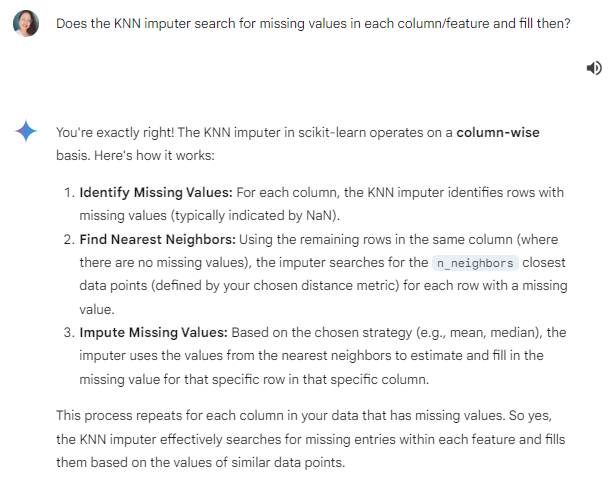 Does the KNN imputer search for missing values in each column/feature and fill then?
You're exactly right! The KNN imputer in scikit-learn operates on a column-wise
basis. Here's how it works:
1. Identify Missing Values: For each column, the KNN imputer identifies rows with
missing values (typically indicated by NaN).
2. Find Nearest Neighbors: Using the remaining rows in the same column (where
there are no missing values), the imputer searches for the n_neighbors closest
data points (defined by your chosen distance metric) for each row with a missing
value.
3. Impute Missing Values: Based on the chosen strategy (e.g., mean, median), the
imputer uses the values from the nearest neighbors to estimate and fill in the
missing value for that specific row in that specific column.
This process repeats for each column in your data that has missing values. So yes,
the KNN imputer effectively searches for missing entries within each feature and fills
them based on the values of similar data points.